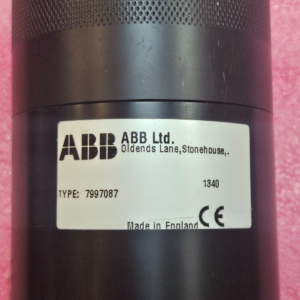 ABB
ABB Ltd.
Oldends Lane,Stonehouse,.
1340
TYPE: 7997087
Made in England CE